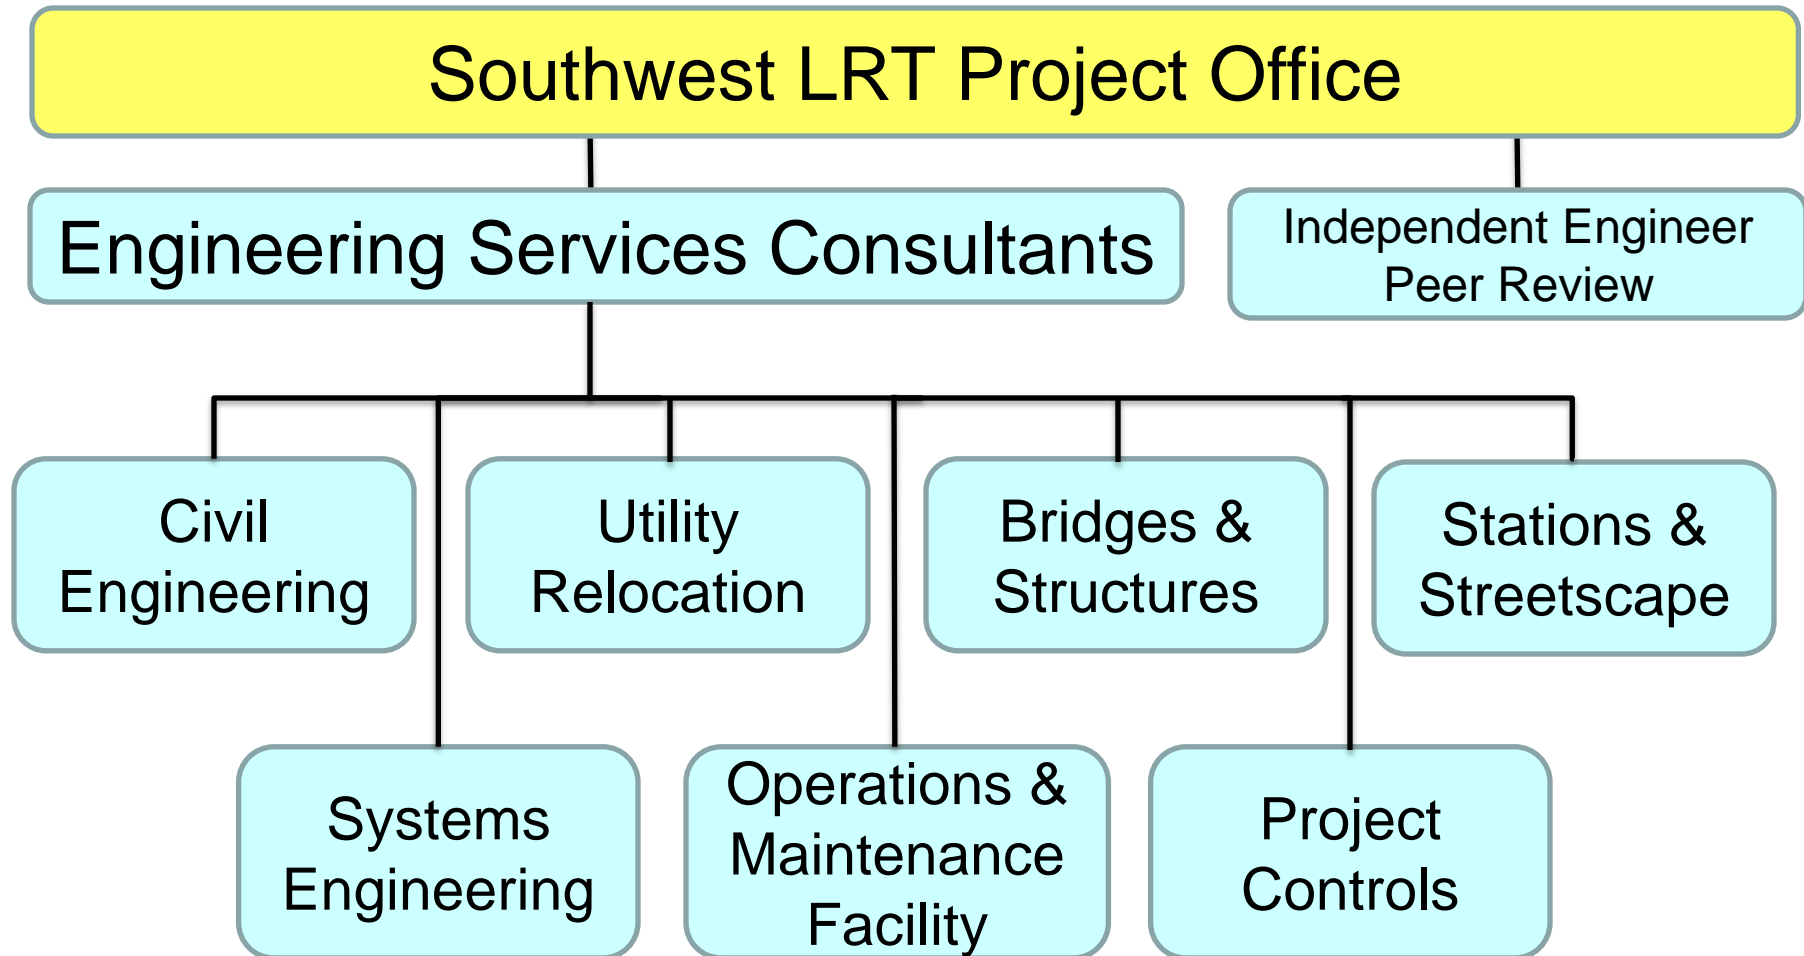 Southwest LRT Project Office
Engineering Services Consultants
Independent Engineer
Peer Review
Civil
Engineering
Utility
Relocation
Bridges &
Structures
Stations &
Streetscape
Systems
Engineering
Operations &
Maintenance
Facility
Project
Controls